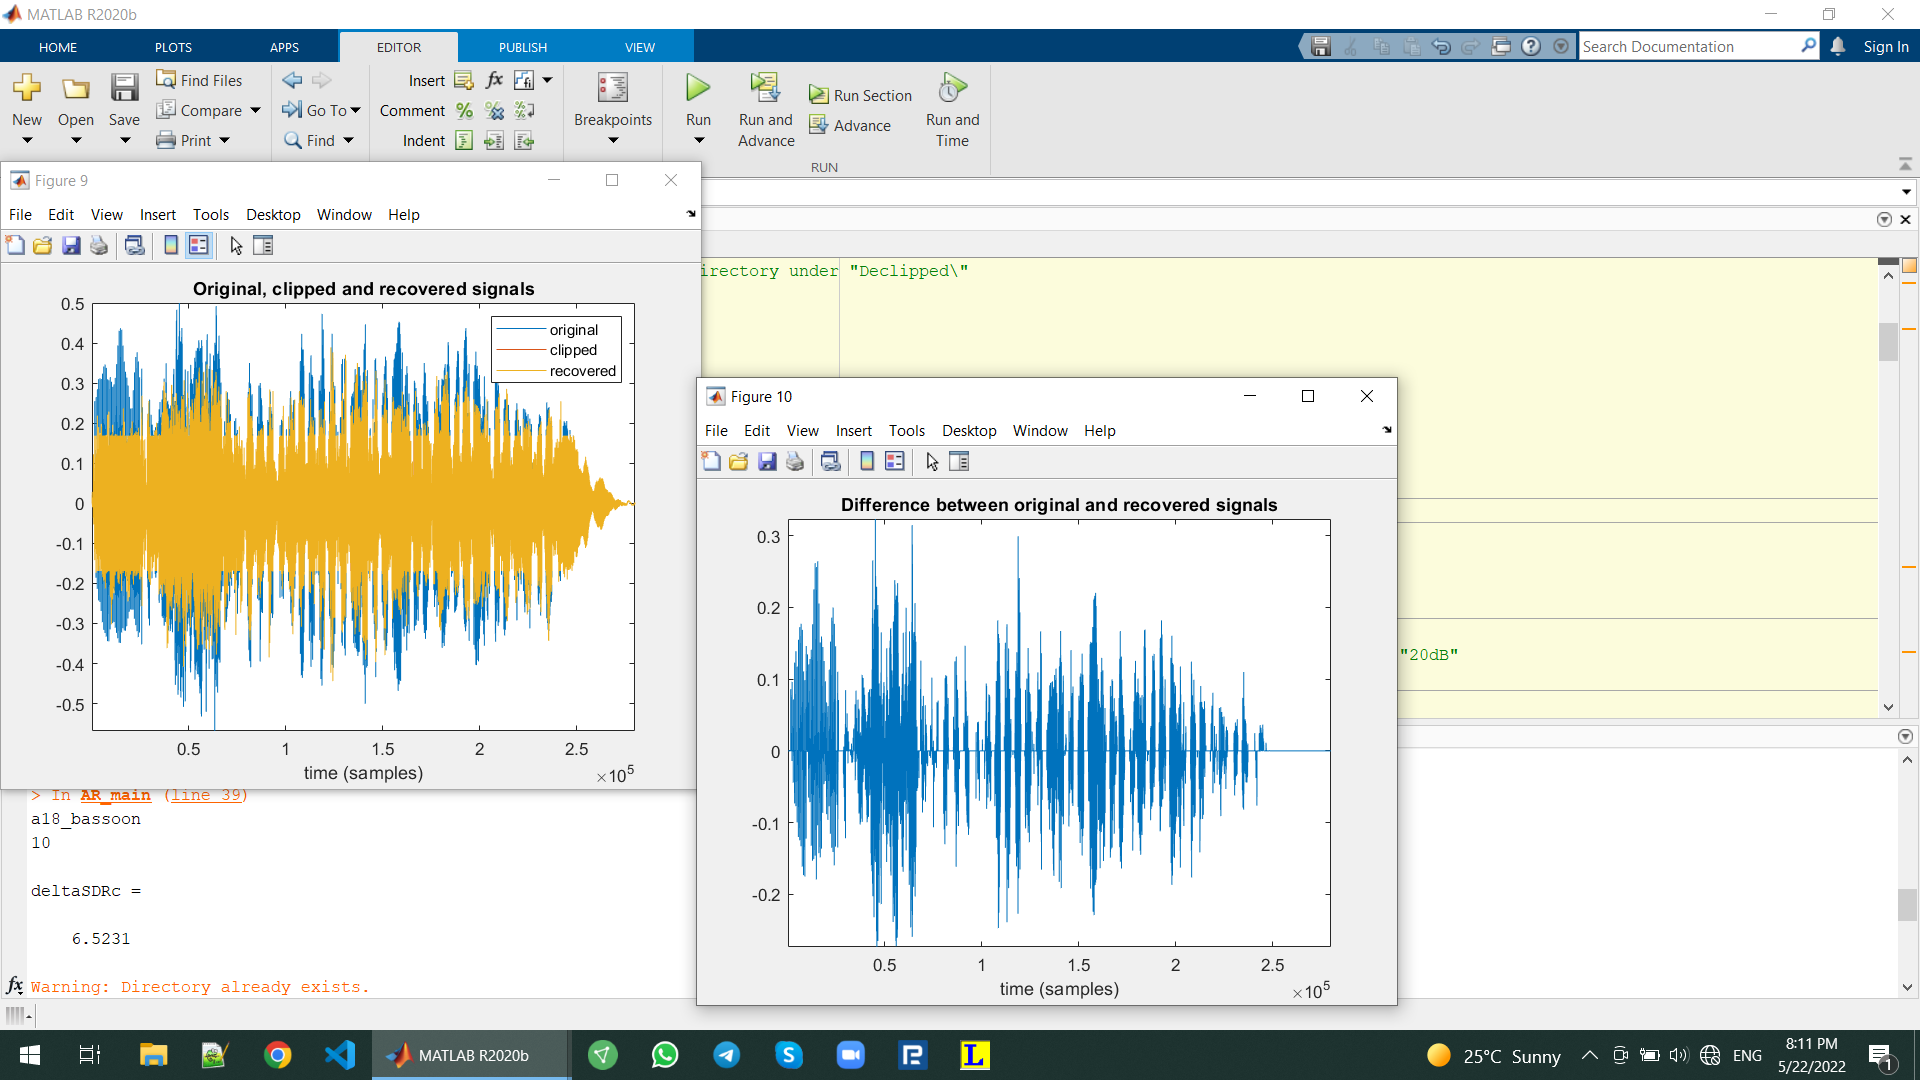 MATLAB R2020b
HOME PLOTS APPS EDITOR PUBLISH VIEW
Search Documentation
Sign In
New Open Save
Find Files
Compare
Print
Go To
Find
Insert fx fi
Comment % % %
Indent
Breakpoints
Run
Run and Advance
Run Section
Advance
Run and Time
RUN
Figure 9
File Edit View Insert Tools Desktop Window Help
Original, clipped and recovered signals
original
clipped
recovered
0.5
0.4
0.3
0.2
0.1
0
-0.1
-0.2
-0.3
-0.4
-0.5
0.5 1 1.5 2 2.5
time (samples)
×10⁵
irectory under "Declipped\"
Figure 10
File Edit View Insert Tools Desktop Window Help
Difference between original and recovered signals
0.3
0.2
0.1
0
-0.1
-0.2
0.5 1 1.5 2 2.5
time (samples)
×10⁵
"20dB"
> In AR_main (line 39)
a18_bassoon
10
deltaSDRc =
6.5231
fx Warning: Directory already exists.
MATLAB R2020b
25°C Sunny
ENG
8:11 PM
5/22/2022
1